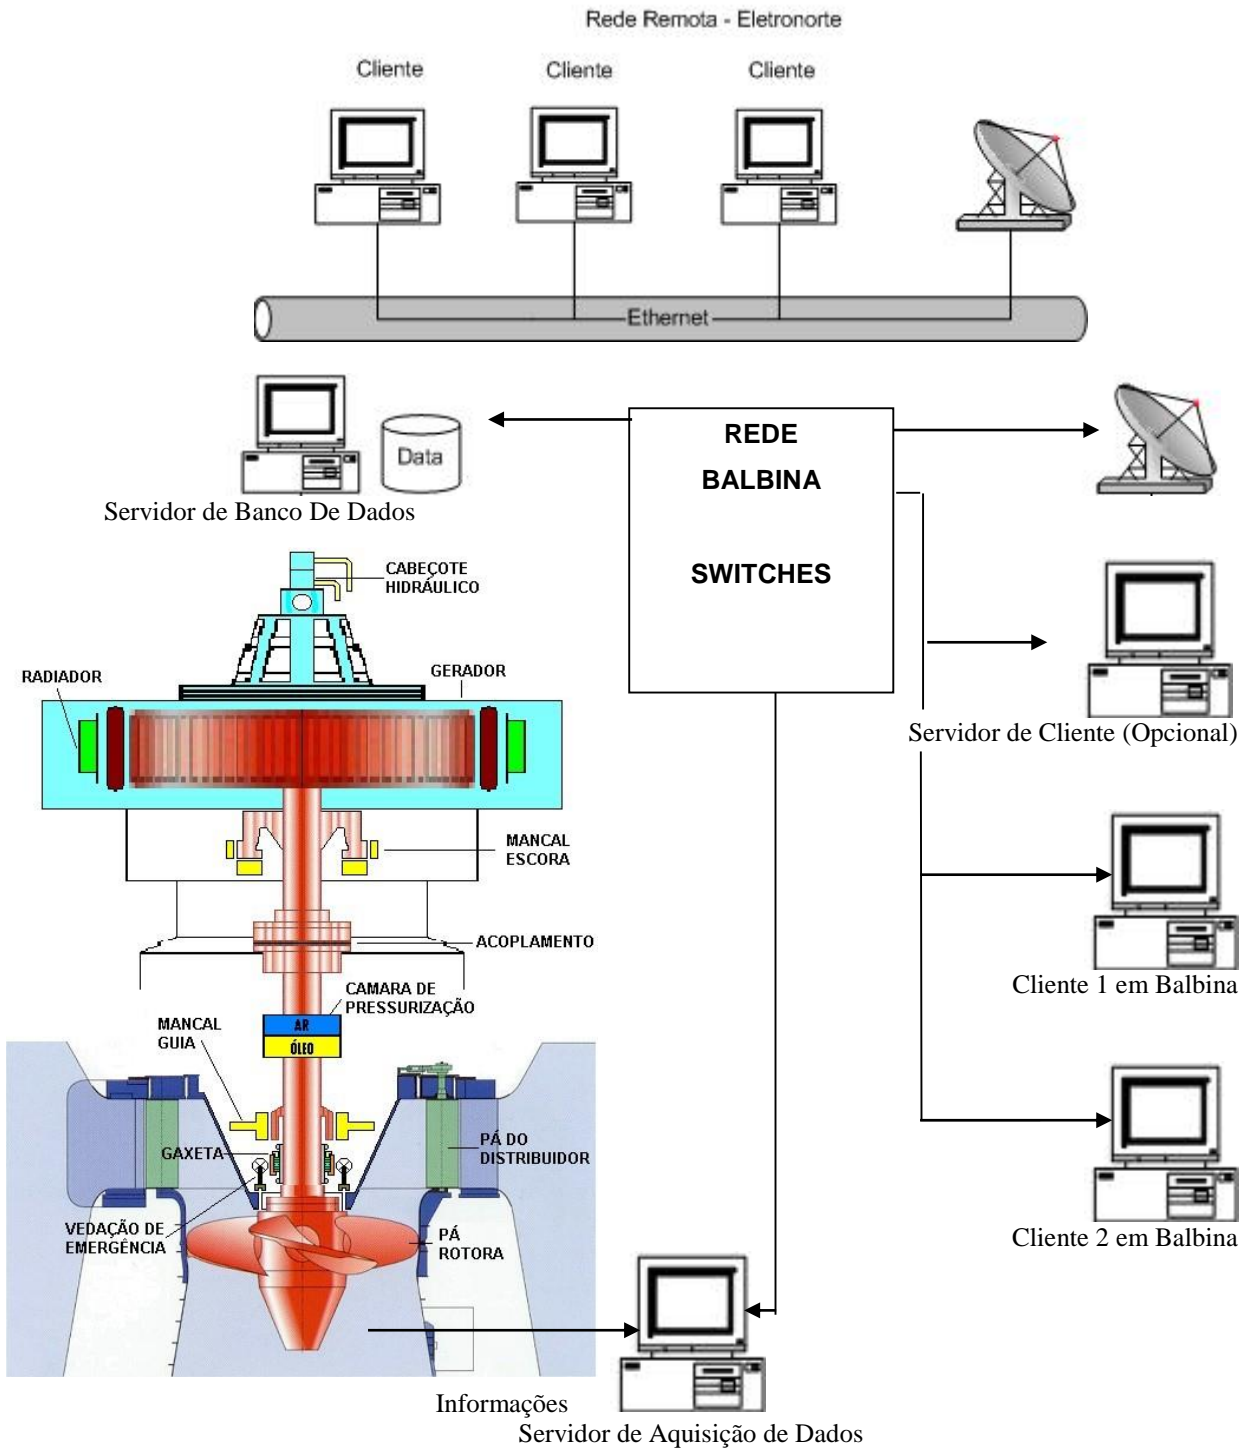 Rede Remota - Eletronorte
Cliente
Cliente
Cliente
Ethernet
Data
Servidor de Banco De Dados
REDE
BALBINA
SWITCHES
CABEÇOTE
HIDRÁULICO
RADIADOR
GERADOR
Servidor de Cliente (Opcional)
MANCAL
ESCORA
ACOPLAMENTO
CAMARA DE
PRESSURIZAÇÃO
Cliente 1 em Balbina
MANCAL
GUIA
AR
ÓLEO
GAXETA
PÁ DO
DISTRIBUIDOR
VEDAÇÃO DE
EMERGÊNCIA
PÁ
ROTORA
Cliente 2 em Balbina
Informações
Servidor de Aquisição de Dados